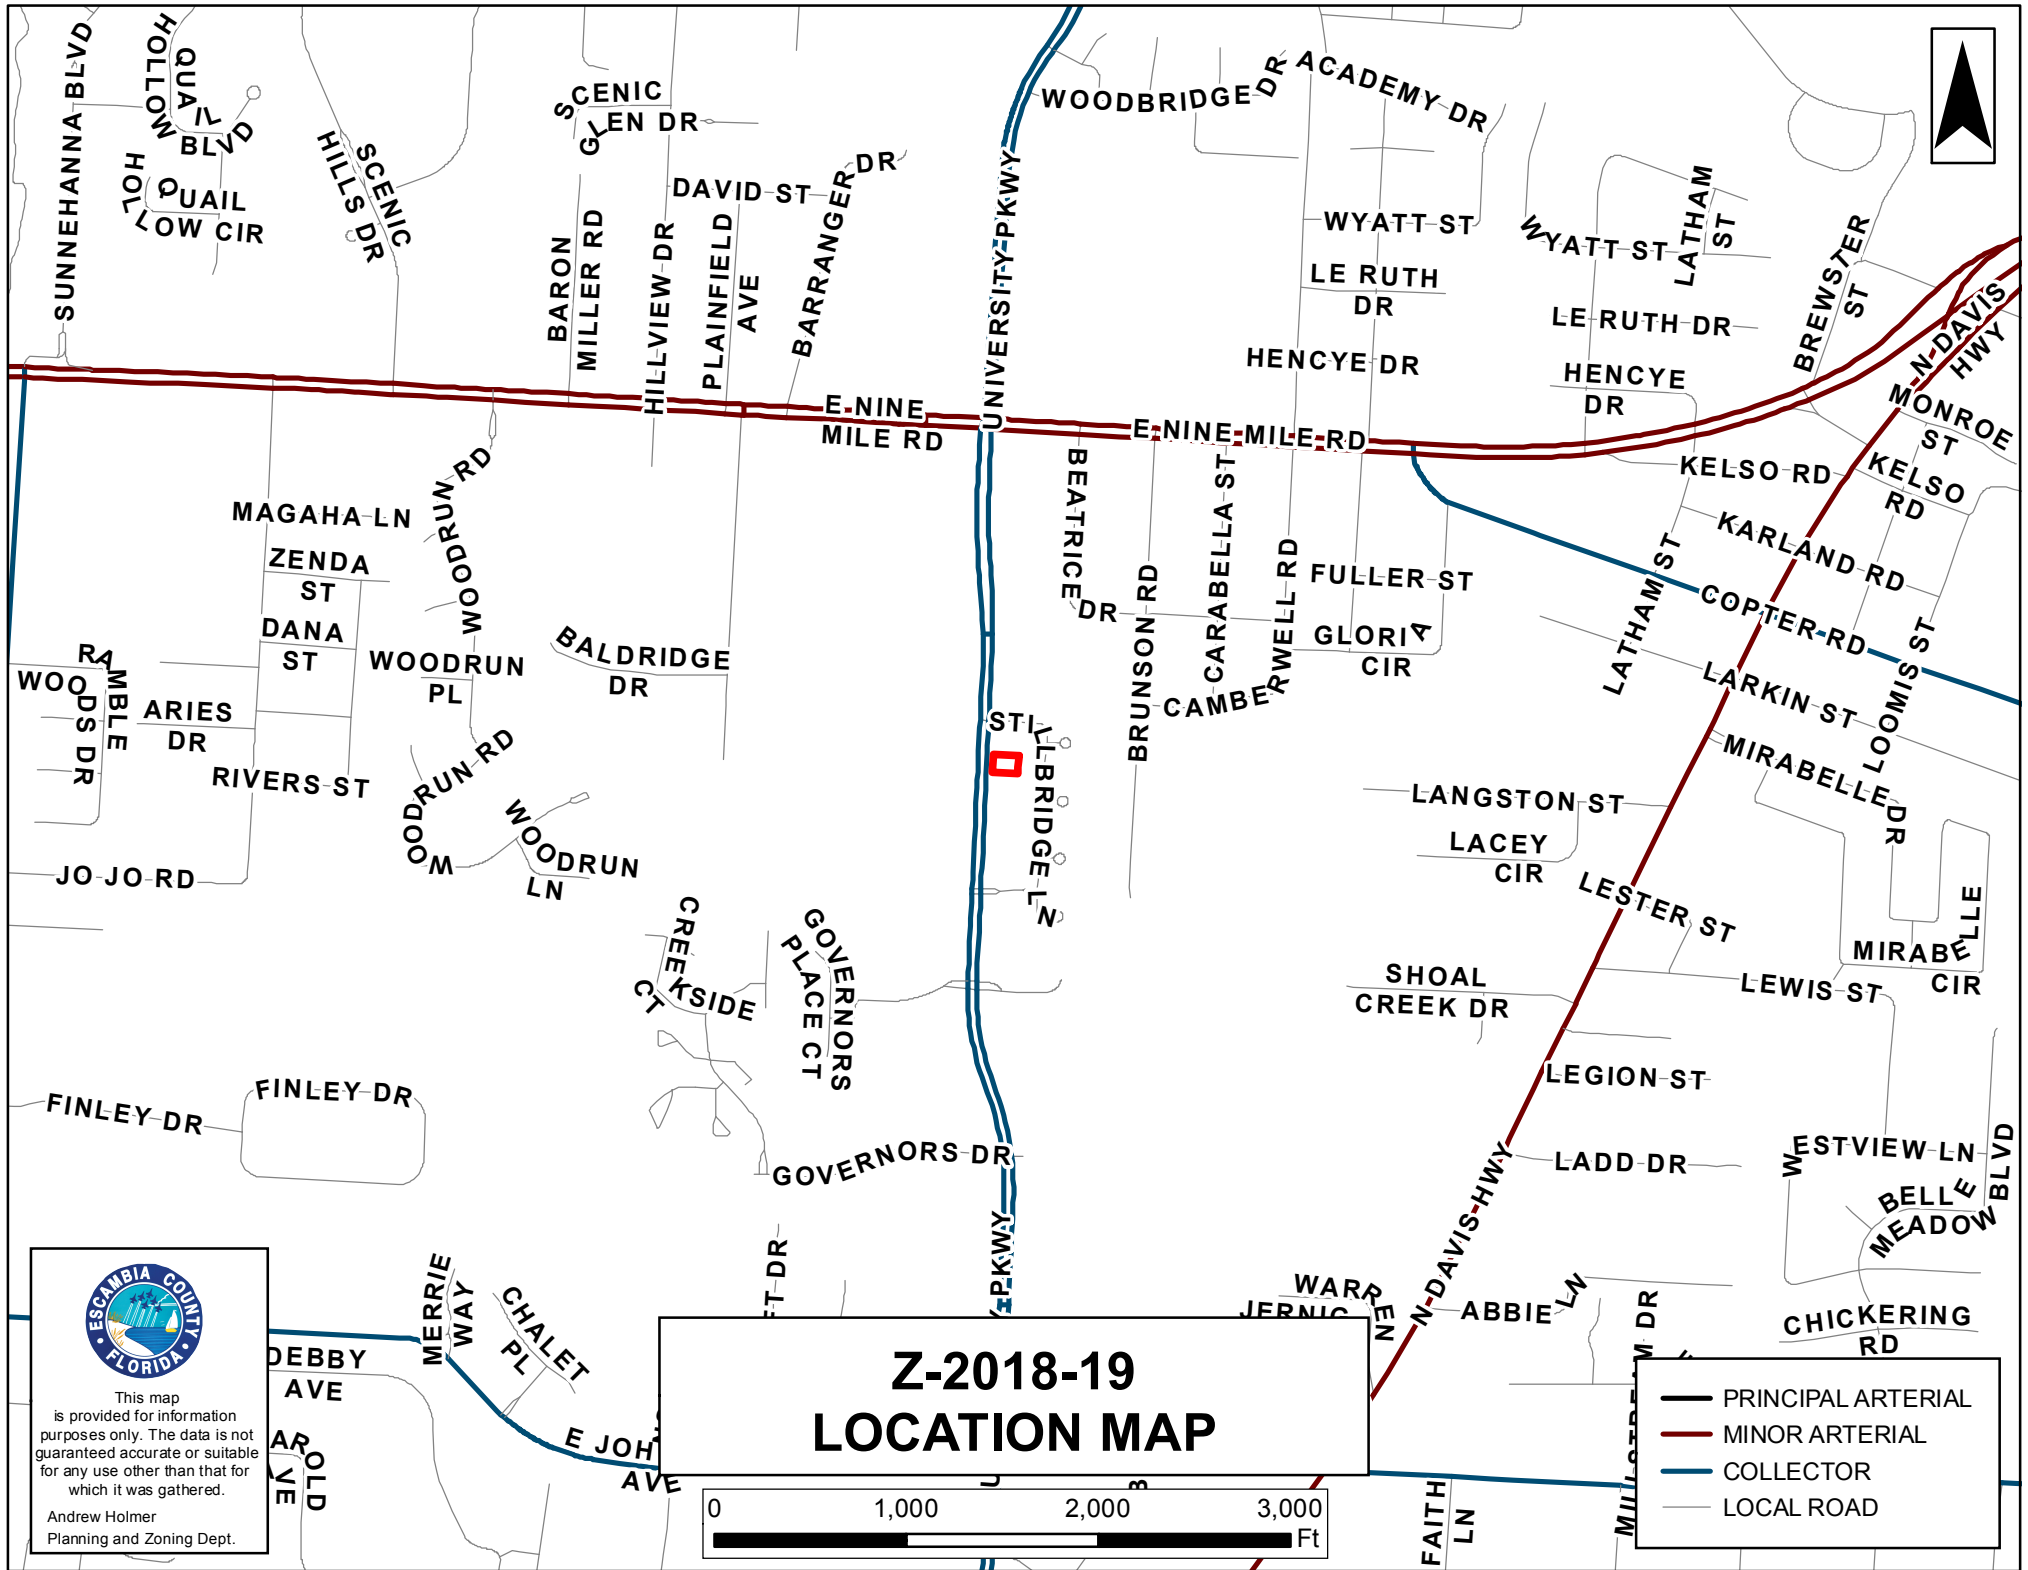 SUNNEHANNA BLVD
QUAIL HOLLOW BLVD
QUAIL HOLLOW CIR
SCENIC HILLS DR
SCENIC GLEN DR
DAVID ST
BARON MILLER RD
HILLVIEW DR
PLAINFIELD AVE
BARRANGER DR
UNIVERSITY PKWY
WOODBRIDGE DR
ACADEMY DR
WYATT ST
WYATT ST
LATHAM ST
LE RUTH DR
LE RUTH DR
HENCYE DR
HENCYE DR
BREWSTER ST
N DAVIS HWY
MONROE ST
E NINE MILE RD
E NINE MILE RD
KELSO RD
KELSO RD
KARLAND RD
COPTER RD
LARKIN ST
LATHAM ST
LOOMIS ST
MIRABELLE DR
MAGAHA LN
ZENDA ST
DANA ST
WOODRUN RD
WOODRUN PL
BALDRIDGE DR
RAMBLE WOODS DR
ARIES DR
RIVERS ST
WOODRUN RD
WOODRUN LN
JO JO RD
BEATRICE DR
BRUNSON RD
CARABELLA ST
CAMBERWELL RD
FULLER ST
GLORIA CIR
STILLBRIDGE LN
LANGSTON ST
LACEY CIR
LESTER ST
MIRABELLE CIR
LEWIS ST
SHOAL CREEK DR
LEGION ST
LADD DR
WESTVIEW LN
BELLE MEADOW BLVD
CREEKSIDE CT
GOVERNORS PLACE CT
GOVERNORS DR
FINLEY DR
FINLEY DR
N DAVIS HWY
PKWY
MERRIE WAY
CHALET PL
FT DR
WARREN
JERNIG
ABBIE LN
CHICKERING RD
DEBBY AVE
AROLD
AVE
E JOH
AVE
FAITH LN
ESCAMBIA COUNTY
FLORIDA
This map
is provided for information
purposes only. The data is not
guaranteed accurate or suitable
for any use other than that for
which it was gathered.
Andrew Holmer
Planning and Zoning Dept.
Z-2018-19
LOCATION MAP
0 1,000 2,000 3,000
Ft
PRINCIPAL ARTERIAL
MINOR ARTERIAL
COLLECTOR
LOCAL ROAD